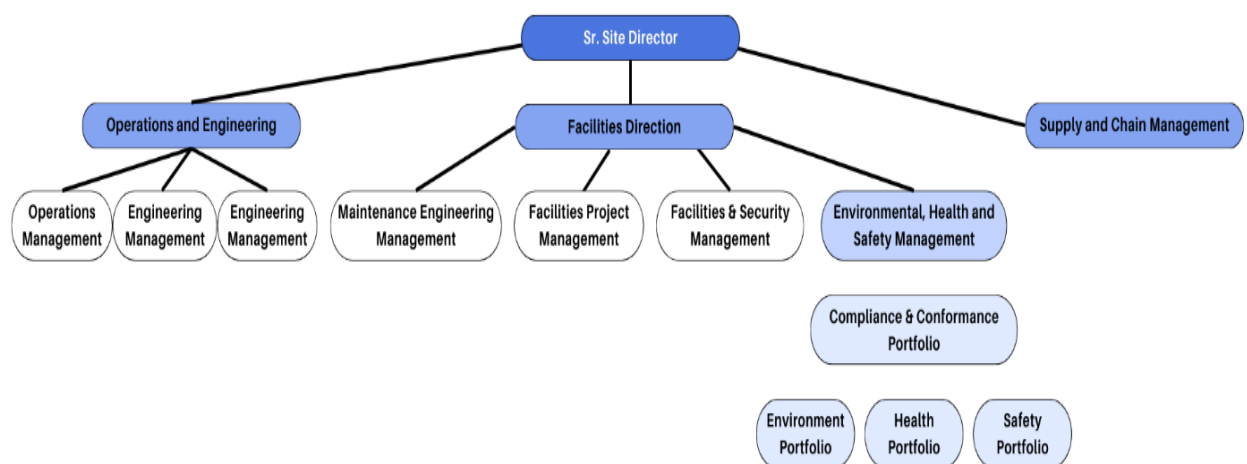 Sr. Site Director
Operations and Engineering
Facilities Direction
Supply and Chain Management
Operations
Management
Engineering
Management
Engineering
Management
Maintenance Engineering
Management
Facilities Project
Management
Facilities & Security
Management
Environmental, Health and
Safety Management
Compliance & Conformance
Portfolio
Environment
Portfolio
Health
Portfolio
Safety
Portfolio